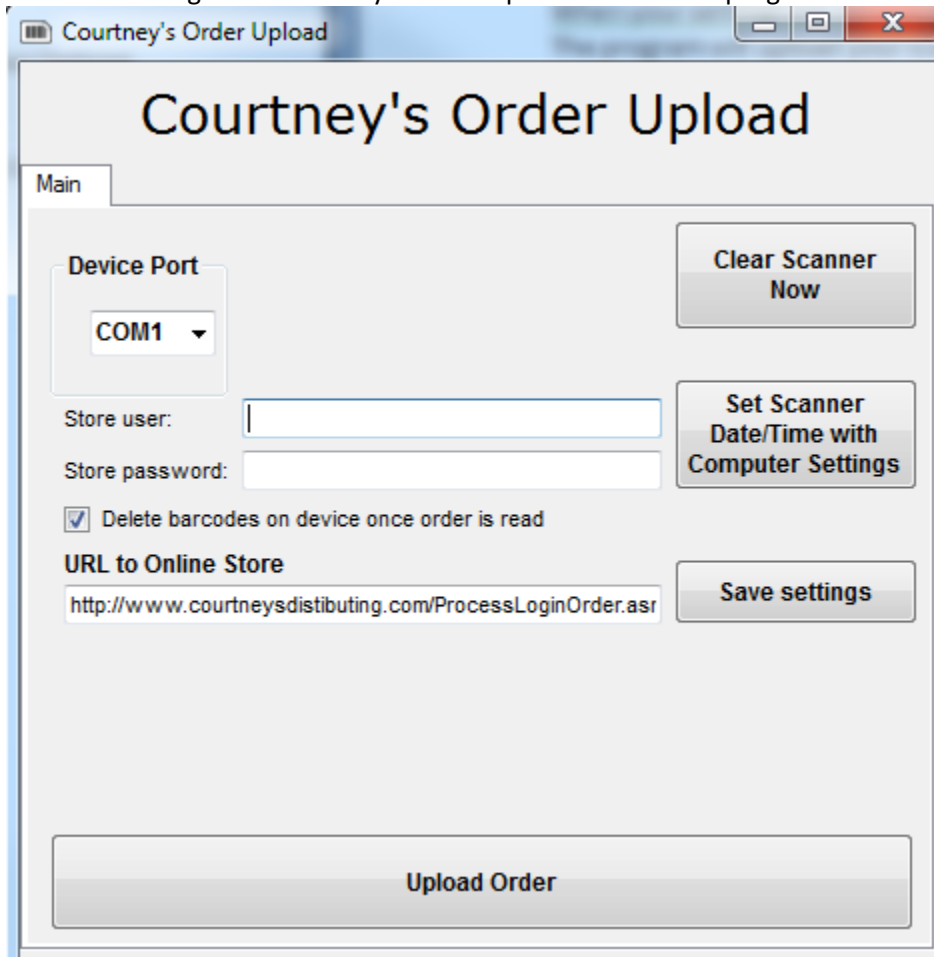 Courtney's Order Upload
Courtney's Order Upload
Main
Device Port
COM1
Clear Scanner
Now
Store user:
Set Scanner
Date/Time with
Computer Settings
Store password:
Delete barcodes on device once order is read
URL to Online Store
http://www.courtneysdistibuting.com/ProcessLoginOrder.asr
Save settings
Upload Order